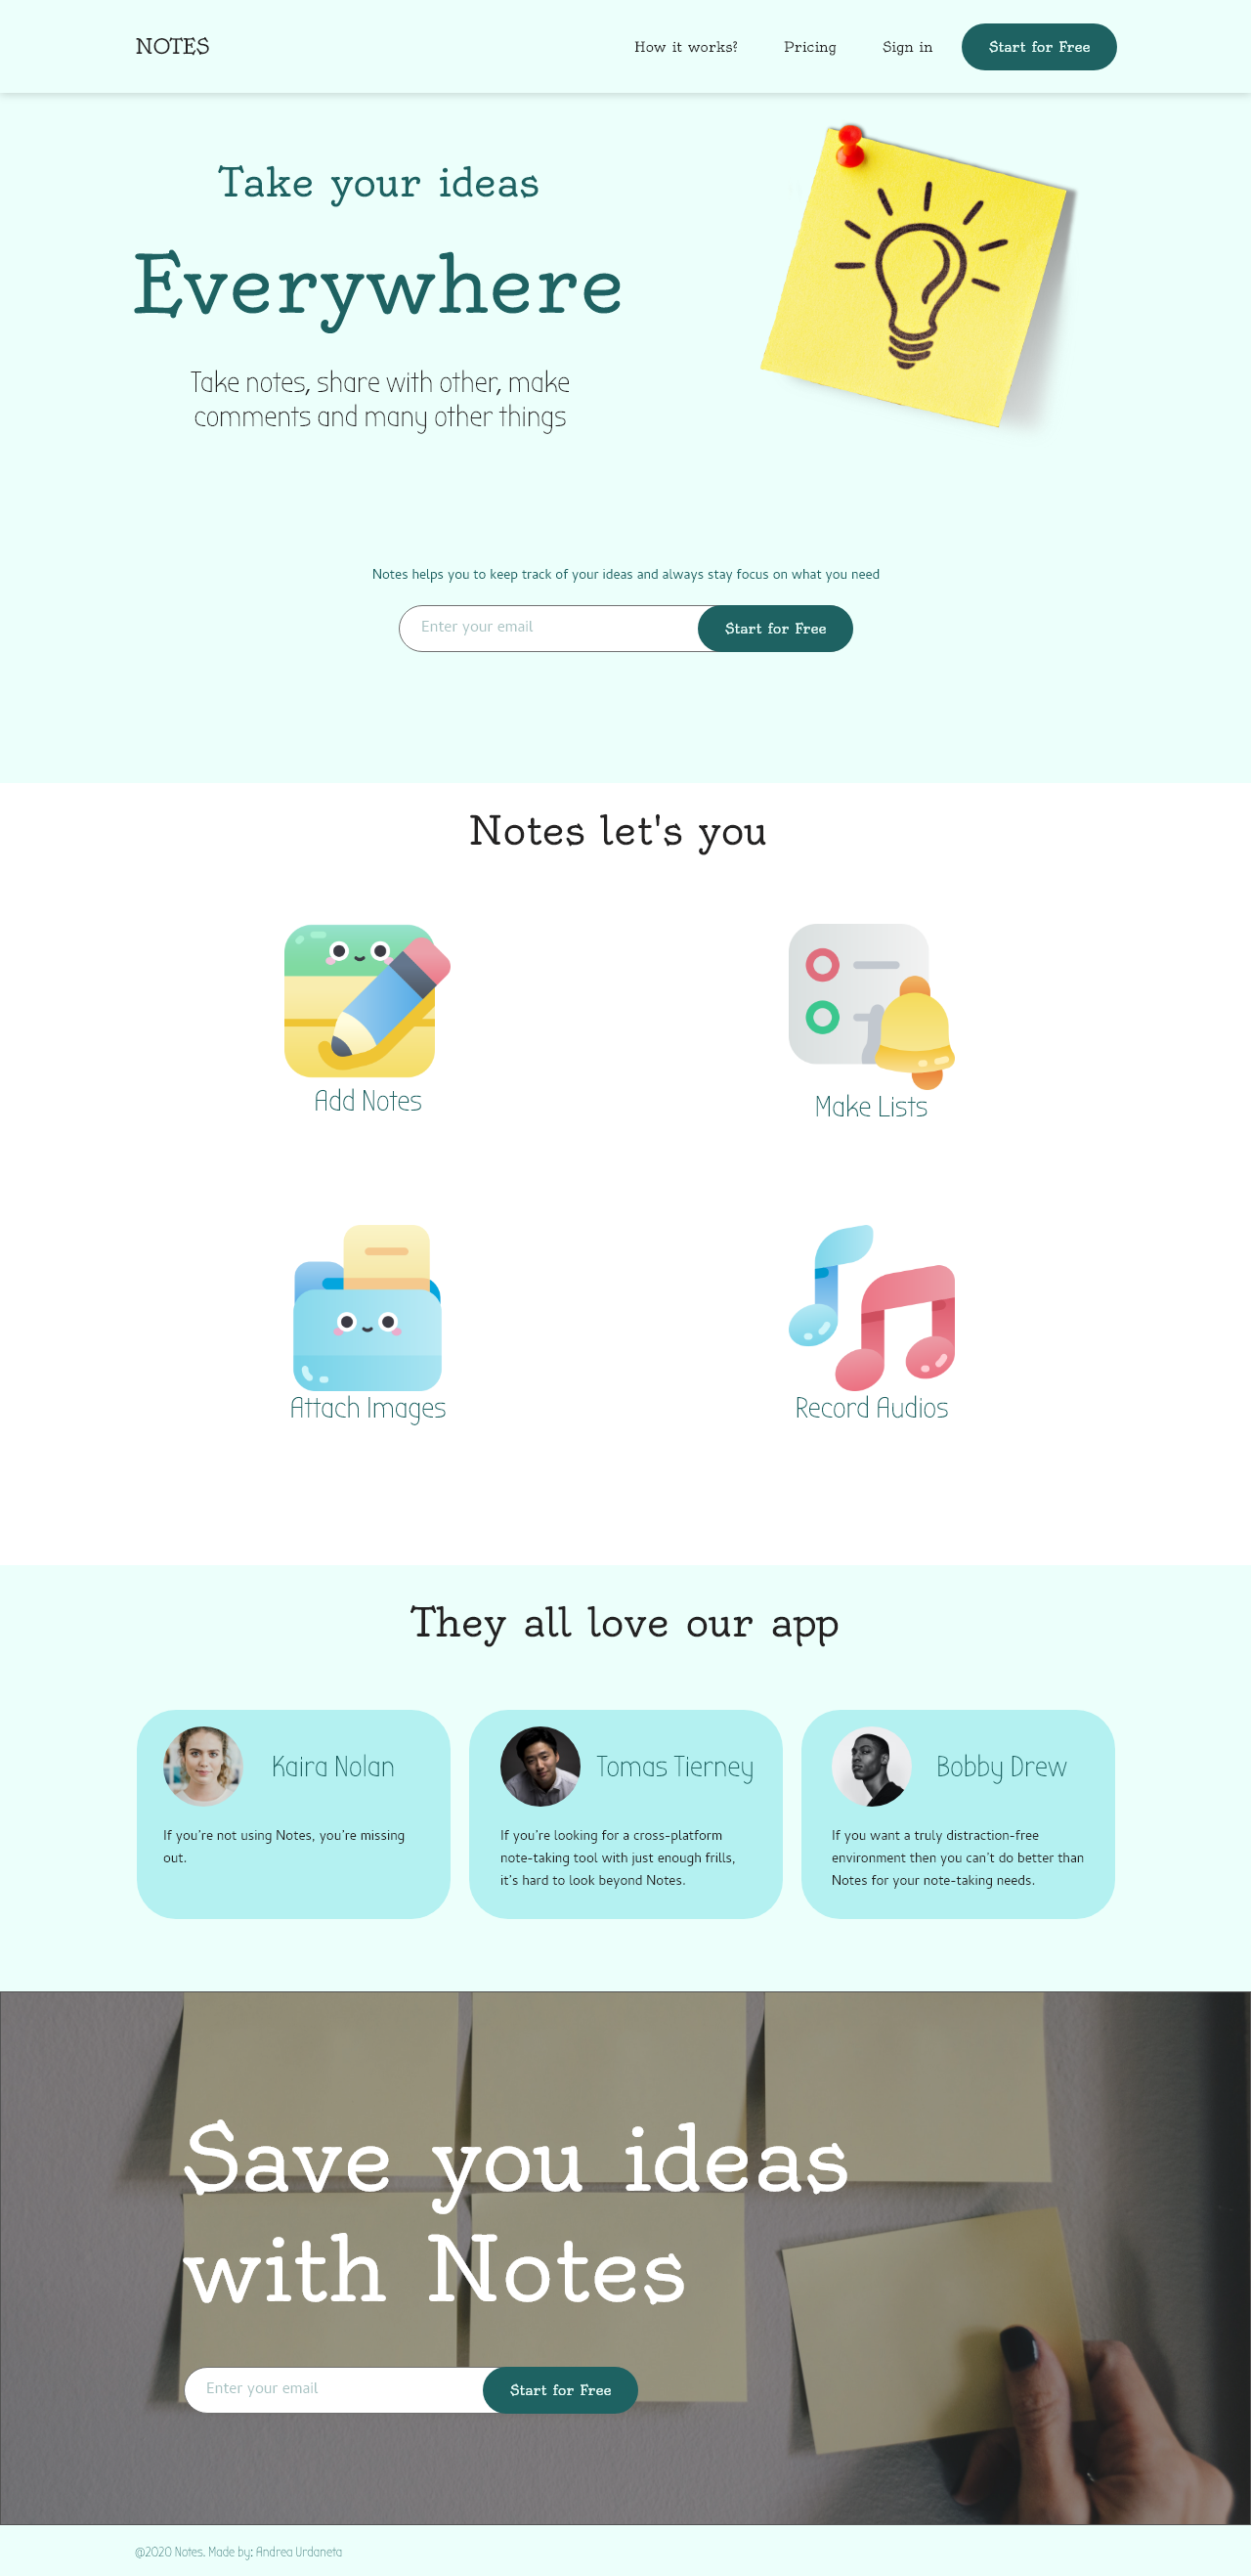 NOTES
How it works?
Pricing
Sign in
Start for Free
Take your ideas
Everywhere
Take notes, share with other, make
comments and many other things
Notes helps you to keep track of your ideas and always stay focus on what you need
Enter your email
Start for Free
Notes let's you
Add Notes
Make Lists
Attach Images
Record Audios
They all love our app
Kaira Nolan
If you're not using Notes, you're missing
out.
Tomas Tierney
If you're looking for a cross-platform
note-taking tool with just enough frills,
it's hard to look beyond Notes.
Bobby Drew
If you want a truly distraction-free
environment then you can't do better than
Notes for your note-taking needs.
Save you ideas
with Notes
Enter your email
Start for Free
@2020 Notes. Made by: Andrea Urdaneta